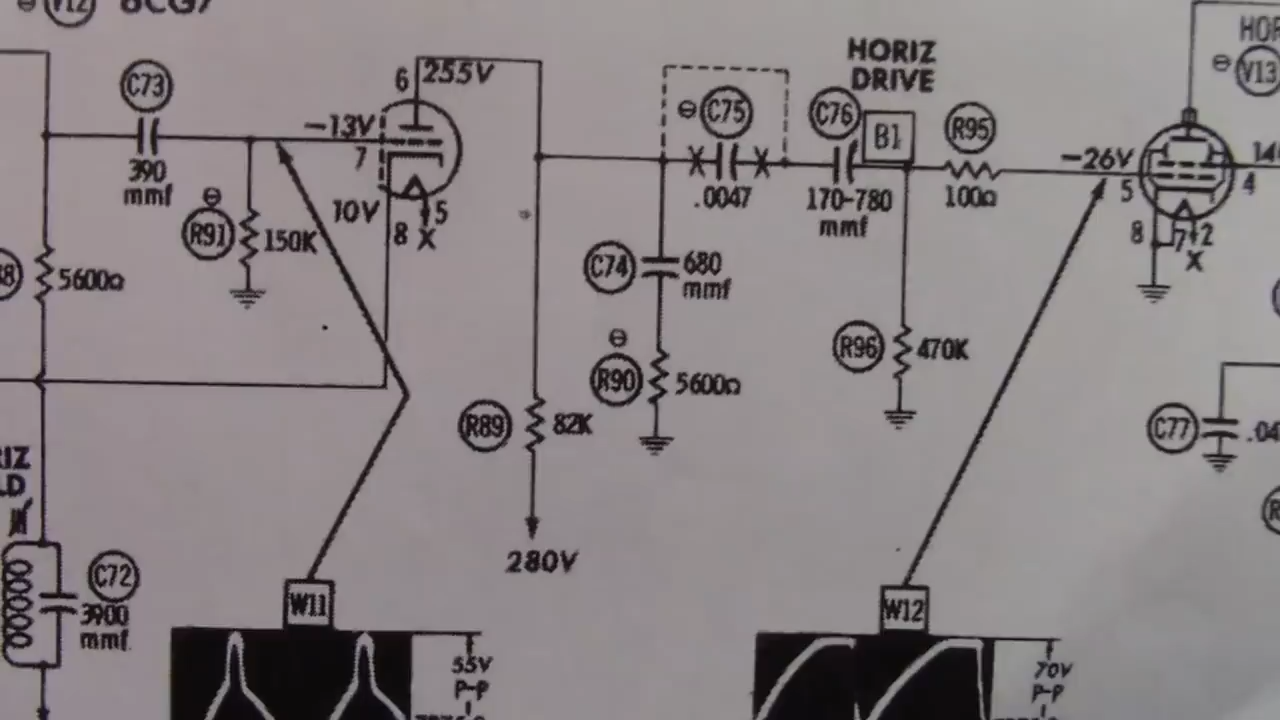 V12 6CG7
C73
390
mmf
R91
150K
5600Ω
-13V
7
6
255V
10V
8
5
X
HORIZ
DRIVE
C75
.0047
X
X
C76
170-780
mmf
B1
R95
100Ω
C74
680
mmf
R90
5600Ω
R89
82K
280V
R96
470K
-26V
5
V13
4
8
7
2
X
C77
C72
3900
mmf
W11
55V
P-P
W12
70V
P-P